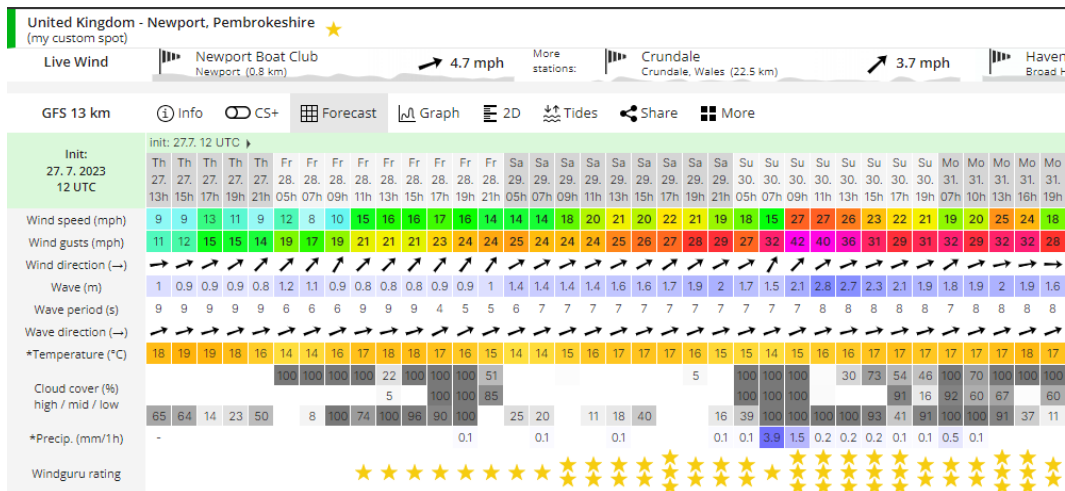 United Kingdom - Newport, Pembrokeshire
(my custom spot)
Live Wind
Newport Boat Club
Newport (0.8 km)
4.7 mph
More stations:
Crundale
Crundale, Wales (22.5 km)
3.7 mph
Haven
Broad H
GFS 13 km Info CS+ Forecast Graph 2D Tides Share More
Init:
27. 7. 2023
12 UTC
init: 27.7. 12 UTC
Th Th Th Th Th Fr Fr Fr Fr Fr Fr Fr Fr Fr Sa Sa Sa Sa Sa Sa Sa Sa Sa Su Su Su Su Su Su Su Su Mo Mo Mo Mo Mo
27. 27. 27. 27. 27. 28. 28. 28. 28. 28. 28. 28. 28. 28. 29. 29. 29. 29. 29. 29. 29. 29. 29. 30. 30. 30. 30. 30. 30. 30. 30. 31. 31. 31. 31. 31.
13h 15h 17h 19h 21h 05h 07h 09h 11h 13h 15h 17h 19h 21h 05h 07h 09h 11h 13h 15h 17h 19h 21h 05h 07h 09h 11h 13h 15h 17h 19h 07h 10h 13h 16h 19h
Wind speed (mph) 9 9 13 11 9 12 8 10 15 16 16 17 16 14 14 14 18 20 21 20 22 21 19 18 15 27 27 26 23 22 21 19 20 25 24 18
Wind gusts (mph) 11 12 15 15 14 19 17 19 21 21 21 23 24 24 25 24 24 24 25 26 27 28 29 27 32 42 40 36 31 29 31 32 29 32 32 28
Wind direction (→)
Wave (m) 1 0.9 0.9 0.9 0.8 1.2 1.1 0.9 0.8 0.8 0.8 0.9 0.9 1 1.4 1.4 1.4 1.4 1.6 1.6 1.7 1.9 2 1.7 1.5 2.1 2.8 2.7 2.3 2.1 1.9 1.8 1.9 2 1.9 1.6
Wave period (s) 9 9 9 9 9 6 6 6 9 9 9 4 5 5 6 7 7 7 7 7 7 7 7 7 7 7 8 8 8 8 8 7 8 8 8 8
Wave direction (→)
*Temperature (°C) 18 19 19 18 16 14 14 16 17 18 18 17 16 15 14 14 15 16 17 17 17 16 15 15 14 15 16 16 17 17 17 17 17 17 18 17
Cloud cover (%)
high / mid / low
100 100 100 100 22 100 100 100 51 5 100 100 100 30 73 54 46 100 70 100 100 100
5 100 100 85 100 100 100 91 16 92 60 67 60
65 64 14 23 50 8 100 74 100 96 90 100 25 20 11 18 40 16 39 100 100 100 100 93 41 91 100 100 91 37 11
*Precip. (mm/1h) - 0.1 0.1 0.1 0.1 0.1 3.9 1.5 0.2 0.2 0.2 0.1 0.1 0.5 0.1
Windguru rating